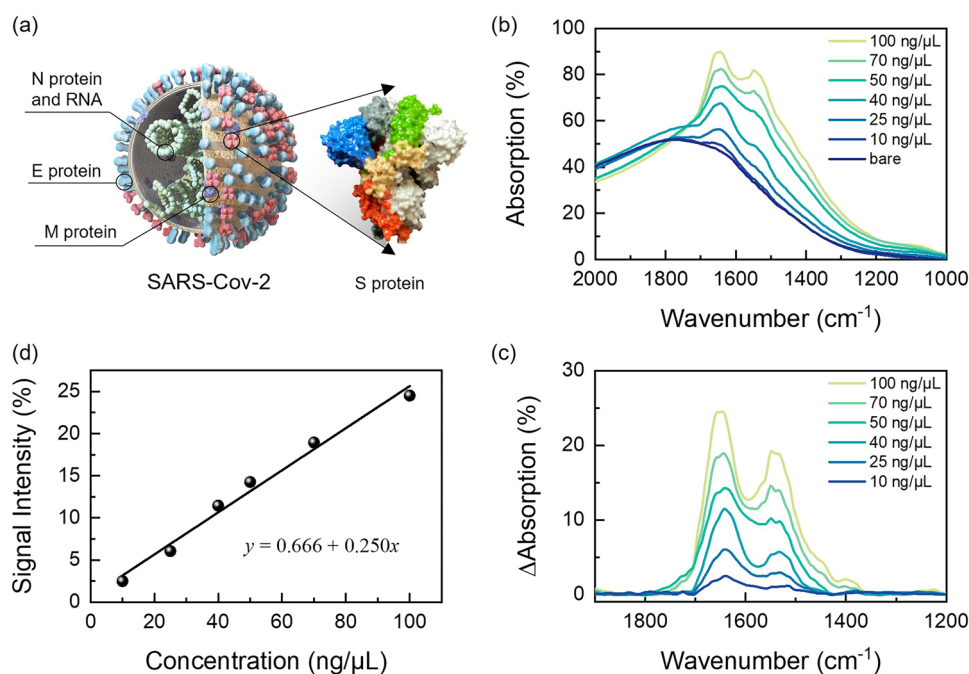 (a)
N protein
and RNA
E protein
M protein
SARS-Cov-2
S protein
(b)
Absorption (%)
100
80
60
40
20
0
2000 1800 1600 1400 1200 1000
Wavenumber (cm⁻¹)
100 ng/µL
70 ng/µL
50 ng/µL
40 ng/µL
25 ng/µL
10 ng/µL
bare
(d)
Signal Intensity (%)
25
20
15
10
5
0
0 20 40 60 80 100
Concentration (ng/µL)
y = 0.666 + 0.250x
(c)
ΔAbsorption (%)
30
20
10
0
1800 1600 1400 1200
Wavenumber (cm⁻¹)
100 ng/µL
70 ng/µL
50 ng/µL
40 ng/µL
25 ng/µL
10 ng/µL